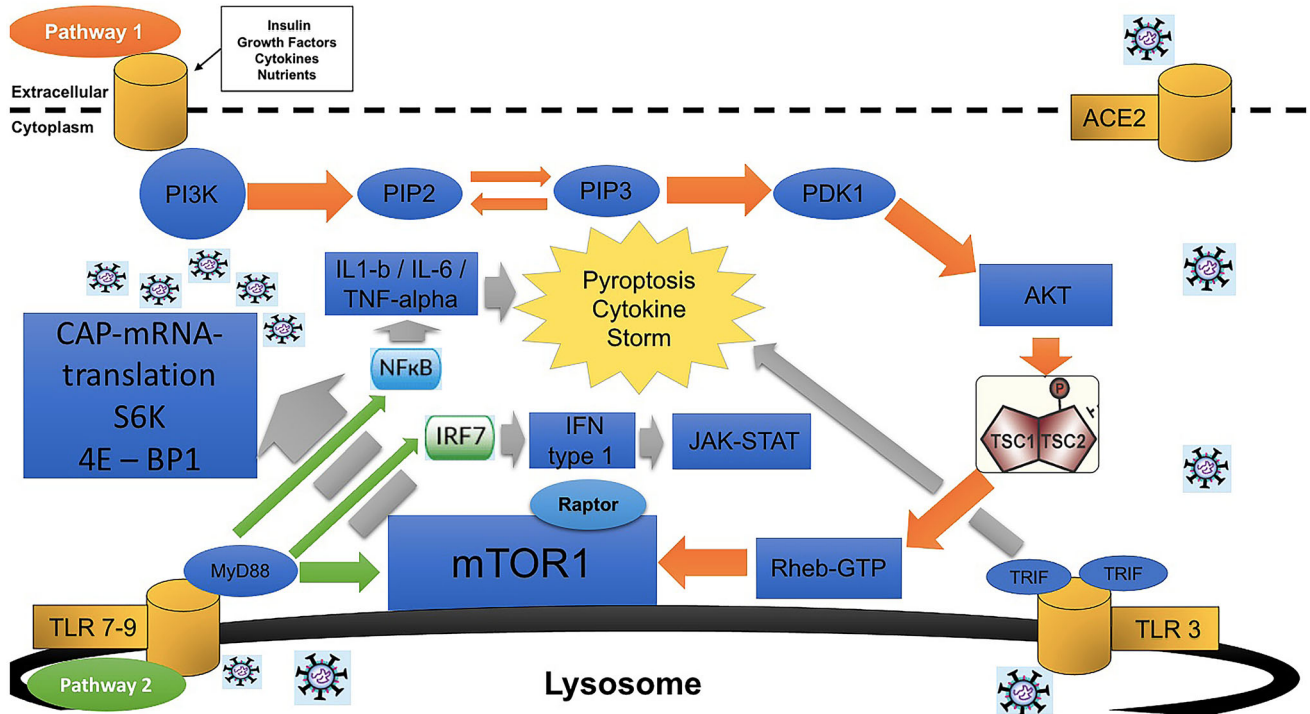 Pathway 1
Insulin
Growth Factors
Cytokines
Nutrients
Extracellular
Cytoplasm
ACE2
PI3K
PIP2
PIP3
PDK1
IL1-b / IL-6 /
TNF-alpha
Pyroptosis
Cytokine
Storm
AKT
CAP-mRNA-
translation
S6K
4E – BP1
NFκB
P
TSC1
TSC2
IRF7
IFN
type 1
JAK-STAT
Raptor
mTOR1
Rheb-GTP
MyD88
TRIF
TRIF
TLR 7-9
TLR 3
Pathway 2
Lysosome